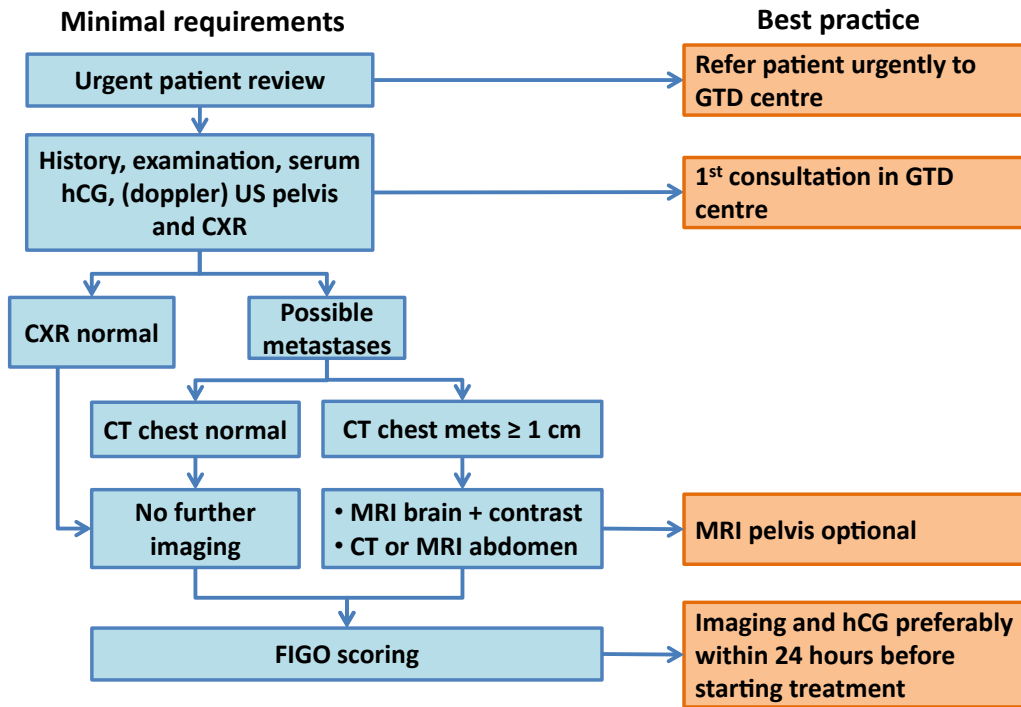 Minimal requirements
Best practice
Urgent patient review
Refer patient urgently to
GTD centre
History, examination, serum
hCG, (doppler) US pelvis
and CXR
1st consultation in GTD
centre
CXR normal
Possible
metastases
CT chest normal
CT chest mets ≥ 1 cm
No further
imaging
• MRI brain + contrast
• CT or MRI abdomen
MRI pelvis optional
FIGO scoring
Imaging and hCG preferably
within 24 hours before
starting treatment